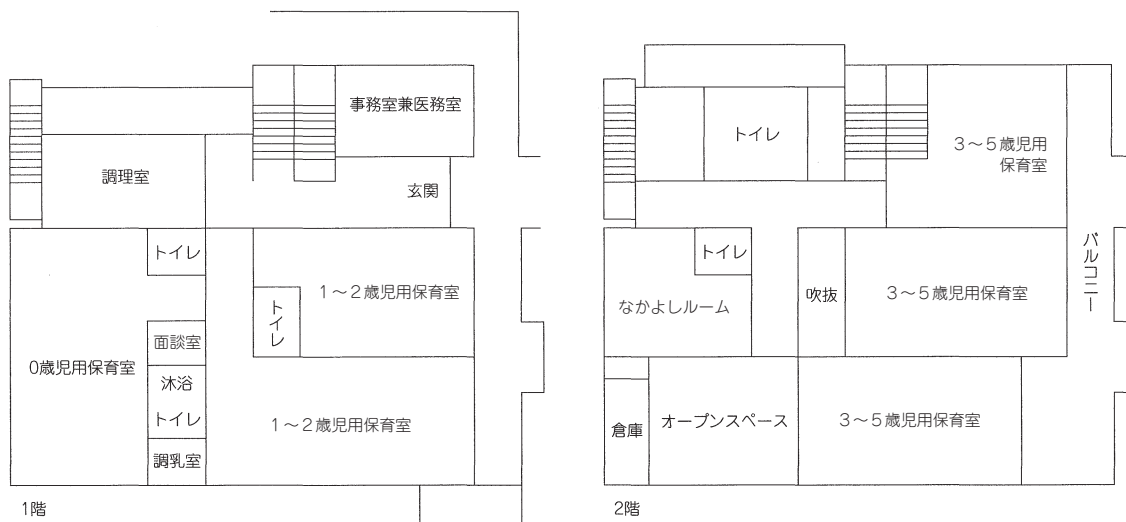 事務室兼医務室
調理室
玄関
トイレ
1～2歳児用保育室
トイレ
面談室
0歳児用保育室
沐浴
トイレ
1～2歳児用保育室
調乳室
1階
トイレ
3～5歳児用
保育室
トイレ
バルコニー
なかよしルーム
吹抜
3～5歳児用保育室
倉庫
オープンスペース
3～5歳児用保育室
2階